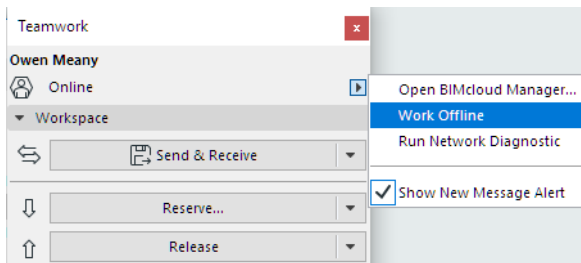 Teamwork
x
Owen Meany
Online
Open BIMcloud Manager...
Work Offline
Run Network Diagnostic
Show New Message Alert
Workspace
Send & Receive
Reserve...
Release